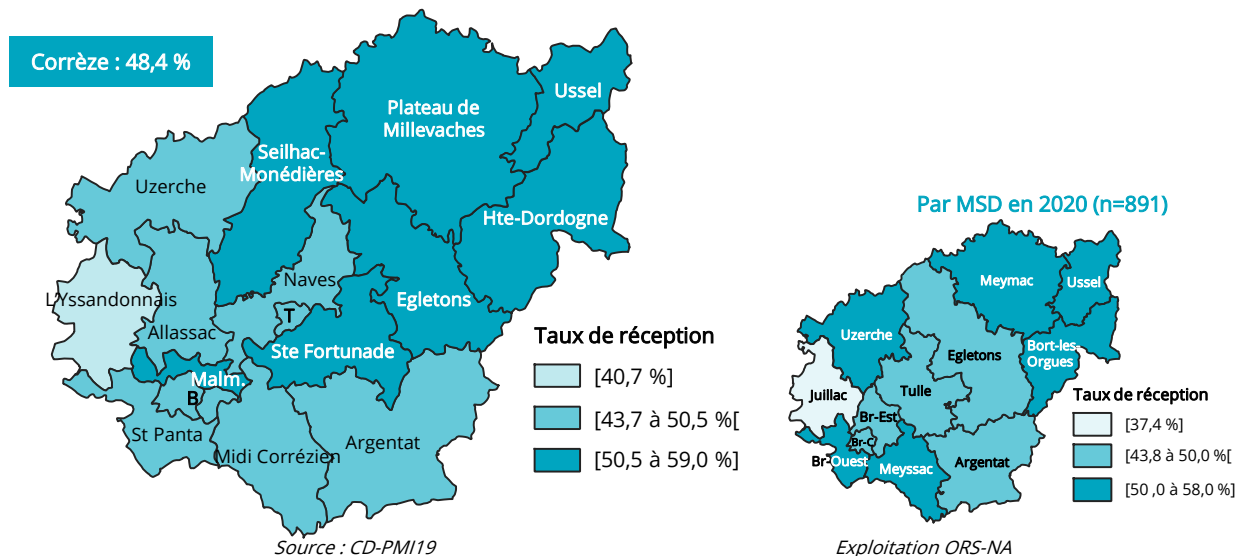 Corrèze : 48,4 %
Ussel
Plateau de
Millevaches
Seilhac-
Monédières
Uzerche
Hte-Dordogne
Naves
L'Yssandonnais
Egletons
T
Allassac
Ste Fortunade
Malm.
B
St Panta
Midi Corrézien
Argentat
Taux de réception
[40,7 %]
[43,7 à 50,5 %[
[50,5 à 59,0 %]
Source : CD-PMI19
Par MSD en 2020 (n=891)
Meymac
Ussel
Uzerche
Egletons
Bort-les-
Orgues
Juillac
Tulle
Br-Est
Br-C
Br-Ouest
Meyssac
Argentat
Taux de réception
[37,4 %]
[43,8 à 50,0 %[
[50 ,0 à 58,0 %]
Exploitation ORS-NA